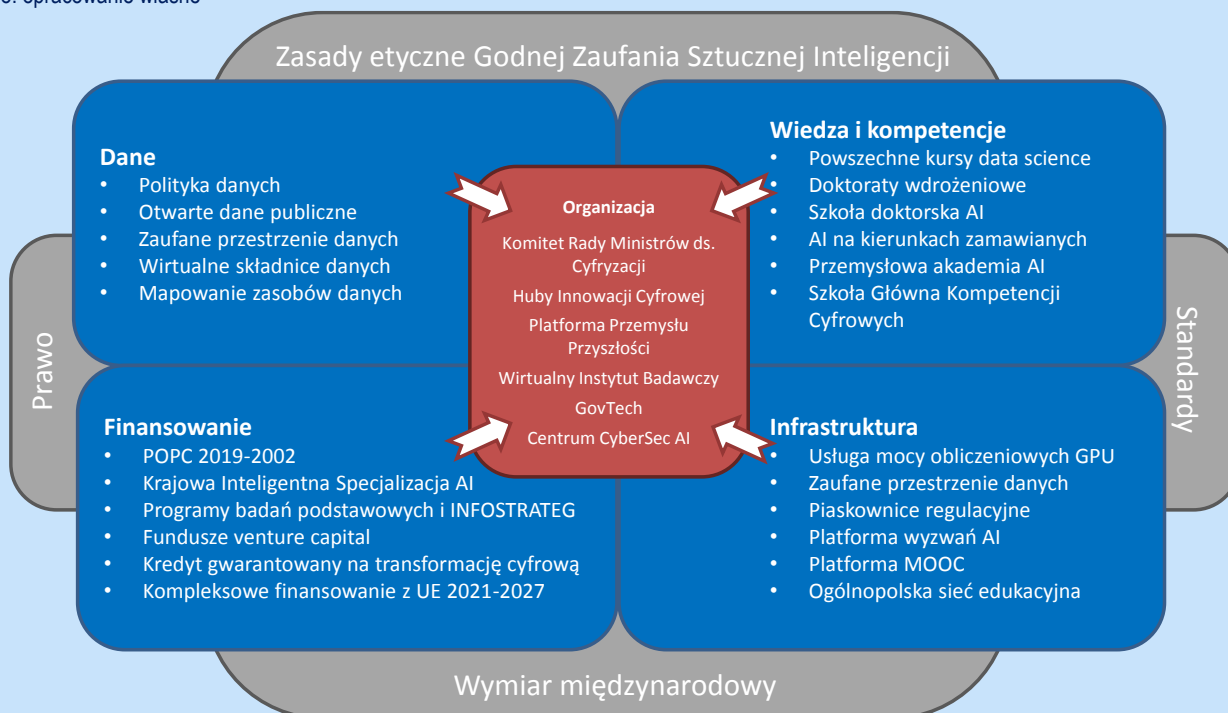 opracowanie własne
Zasady etyczne Godnej Zaufania Sztucznej Inteligencji
Dane
• Polityka danych
• Otwarte dane publiczne
• Zaufane przestrzenie danych
• Wirtualne składnice danych
• Mapowanie zasobów danych
Wiedza i kompetencje
• Powszechne kursy data science
• Doktoraty wdrożeniowe
• Szkoła doktorska AI
• AI na kierunkach zamawianych
• Przemysłowa akademia AI
• Szkoła Główna Kompetencji
Cyfrowych
Organizacja
Komitet Rady Ministrów ds.
Cyfryzacji
Huby Innowacji Cyfrowej
Platforma Przemysłu
Przyszłości
Wirtualny Instytut Badawczy
GovTech
Centrum CyberSec AI
Prawo
Standardy
Finansowanie
• POPC 2019-2002
• Krajowa Inteligentna Specjalizacja AI
• Programy badań podstawowych i INFOSTRATEG
• Fundusze venture capital
• Kredyt gwarantowany na transformację cyfrową
• Kompleksowe finansowanie z UE 2021-2027
Infrastruktura
• Usługa mocy obliczeniowych GPU
• Zaufane przestrzenie danych
• Piaskownice regulacyjne
• Platforma wyzwań AI
• Platforma MOOC
• Ogólnopolska sieć edukacyjna
Wymiar międzynarodowy